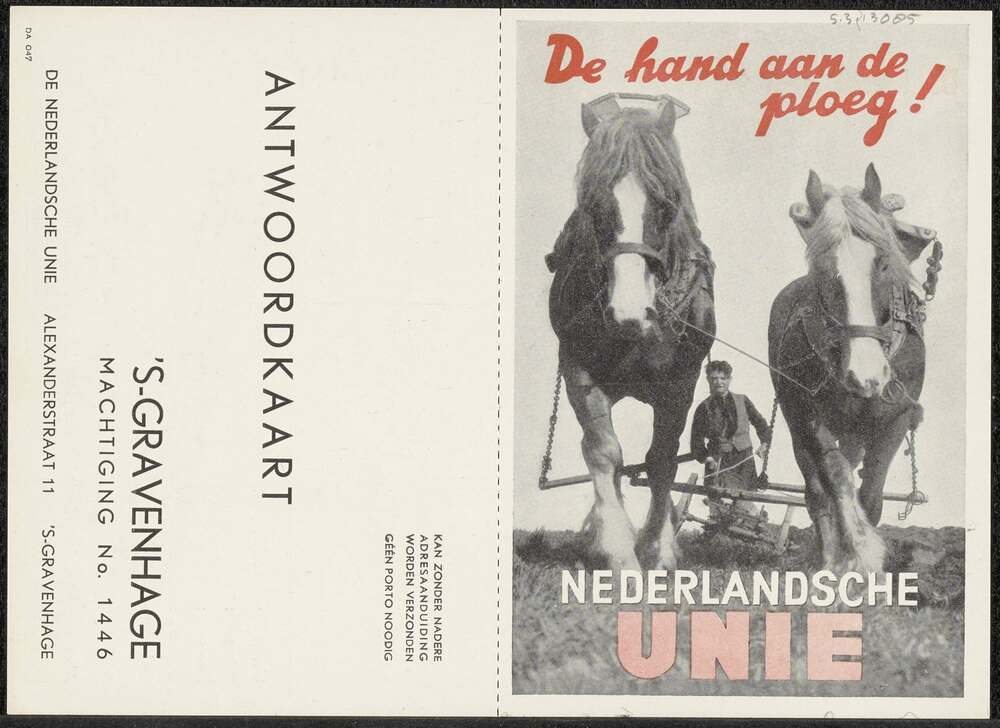 DA 047
DE NEDERLANDSCHE UNIE ALEXANDERSTRAAT 11 'S-GRAVENHAGE
ANTWOORDKAART
'S-GRAVENHAGE
MACHTIGING No. 1446
KAN ZONDER NADERE
ADRESAANDUIDING
WORDEN VERZONDEN
GÉÉN PORTO NOODIG
De hand aan de
ploeg!
NEDERLANDSCHE
UNIE